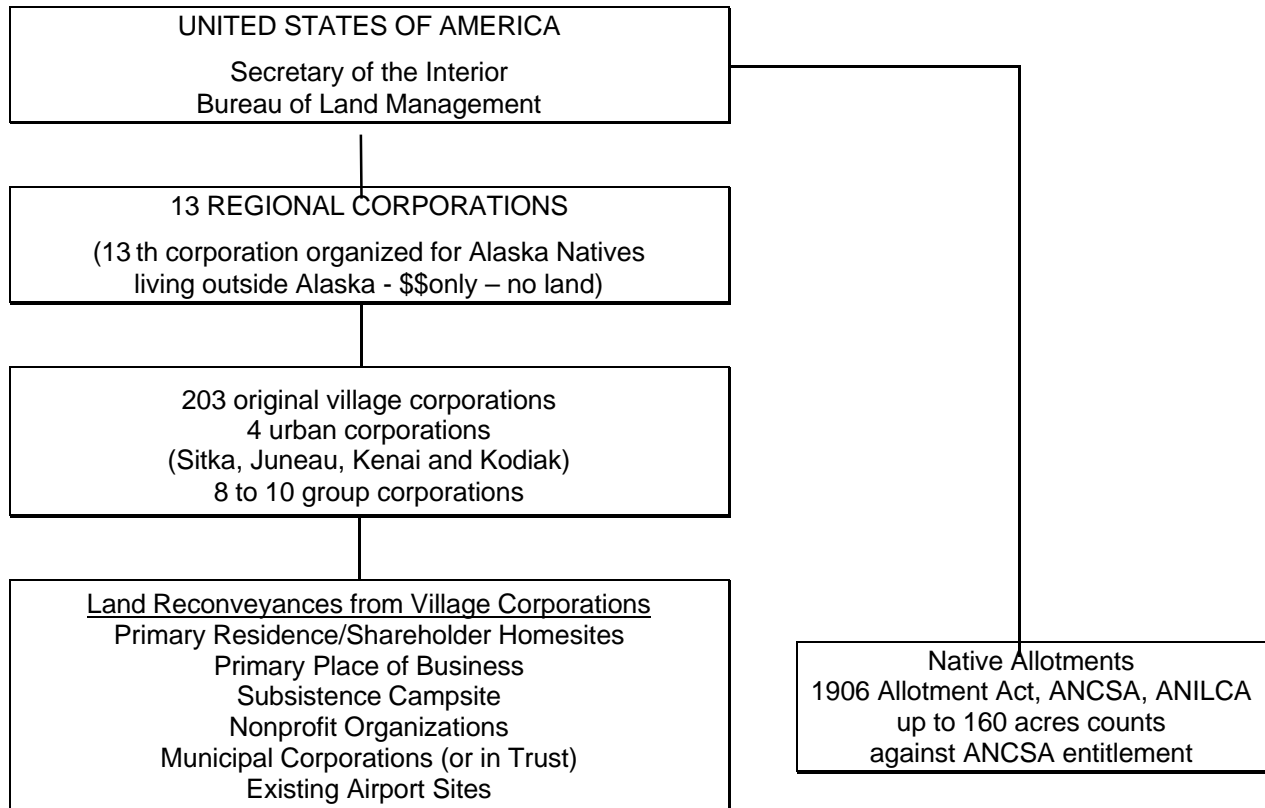 UNITED STATES OF AMERICA
Secretary of the Interior
Bureau of Land Management
13 REGIONAL CORPORATIONS
(13 th corporation organized for Alaska Natives
living outside Alaska - $$only – no land)
203 original village corporations
4 urban corporations
(Sitka, Juneau, Kenai and Kodiak)
8 to 10 group corporations
Land Reconveyances from Village Corporations
Primary Residence/Shareholder Homesites
Primary Place of Business
Subsistence Campsite
Nonprofit Organizations
Municipal Corporations (or in Trust)
Existing Airport Sites
Native Allotments
1906 Allotment Act, ANCSA, ANILCA
up to 160 acres counts
against ANCSA entitlement